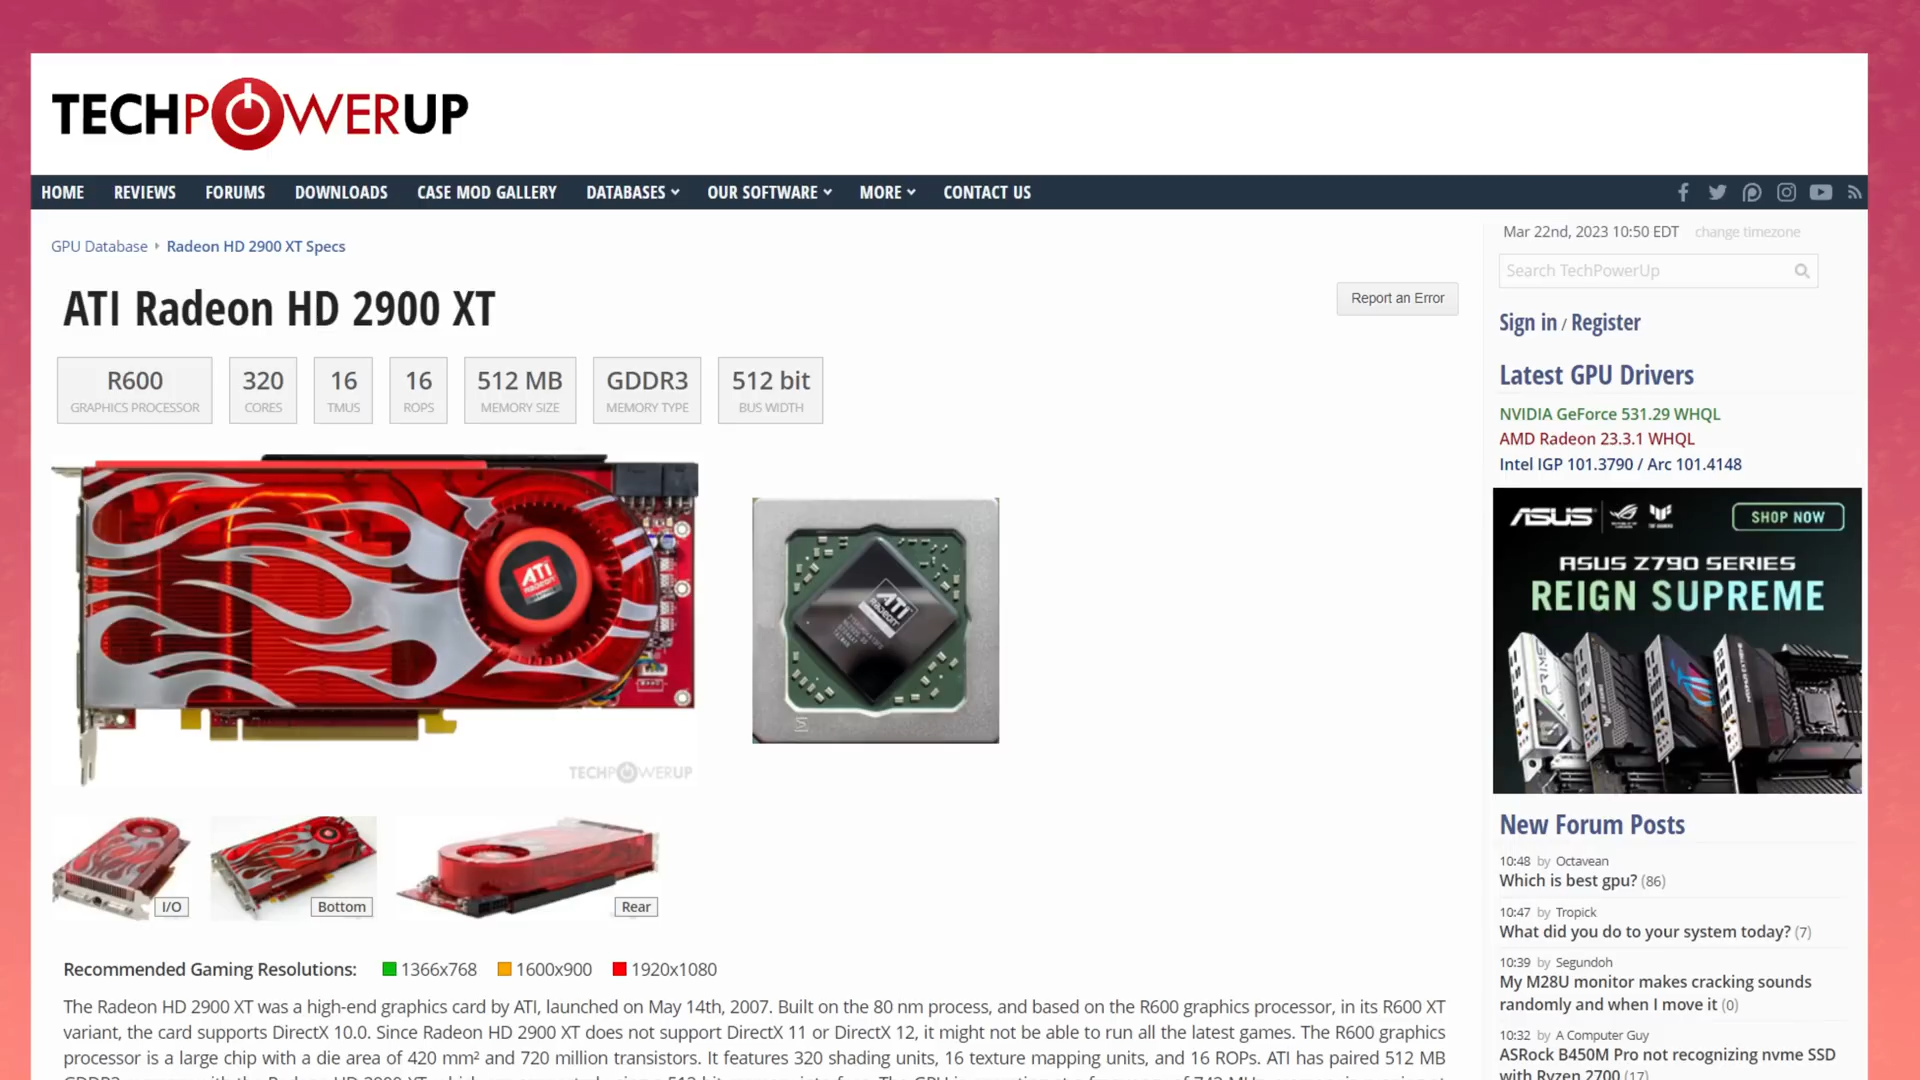 TECHPOWERUP
HOME REVIEWS FORUMS DOWNLOADS CASE MOD GALLERY DATABASES OUR SOFTWARE MORE CONTACT US
GPU Database Radeon HD 2900 XT Specs
ATI Radeon HD 2900 XT
Report an Error
R600 320 16 16 512 MB GDDR3 512 bit
GRAPHICS PROCESSOR CORES TMUS ROPS MEMORY SIZE MEMORY TYPE BUS WIDTH
ATI
RADEON
ATI
RADEON
TECHPOWERUP
I/O
Bottom
Rear
Recommended Gaming Resolutions: 1366x768 1600x900 1920x1080
The Radeon HD 2900 XT was a high-end graphics card by ATI, launched on May 14th, 2007. Built on the 80 nm process, and based on the R600 graphics processor, in its R600 XT
variant, the card supports DirectX 10.0. Since Radeon HD 2900 XT does not support DirectX 11 or DirectX 12, it might not be able to run all the latest games. The R600 graphics
processor is a large chip with a die area of 420 mm² and 720 million transistors. It features 320 shading units, 16 texture mapping units, and 16 ROPs. ATI has paired 512 MB
Mar 22nd, 2023 10:50 EDT change timezone
Search TechPowerUp
Sign in / Register
Latest GPU Drivers
NVIDIA GeForce 531.29 WHQL
AMD Radeon 23.3.1 WHQL
Intel IGP 101.3790 / Arc 101.4148
ASUS SHOP NOW
ASUS Z790 SERIES
REIGN SUPREME
New Forum Posts
10:48 by Octavean
Which is best gpu? (86)
10:47 by Tropick
What did you do to your system today? (7)
10:39 by Segundoh
My M28U monitor makes cracking sounds
randomly and when I move it (0)
10:32 by A Computer Guy
ASRock B450M Pro not recognizing nvme SSD
with Ryzen 2700 (17)